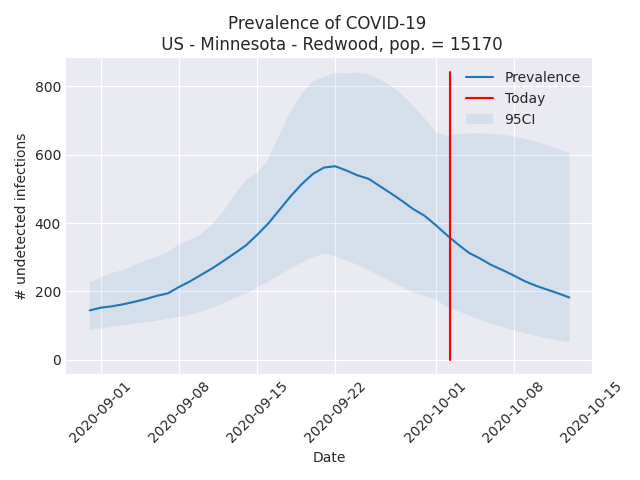 Prevalence of COVID-19
US - Minnesota - Redwood, pop. = 15170
Prevalence
Today
95CI
# undetected infections
800
600
400
200
0
2020-09-01
2020-09-08
2020-09-15
2020-09-22
2020-10-01
2020-10-08
2020-10-15
Date